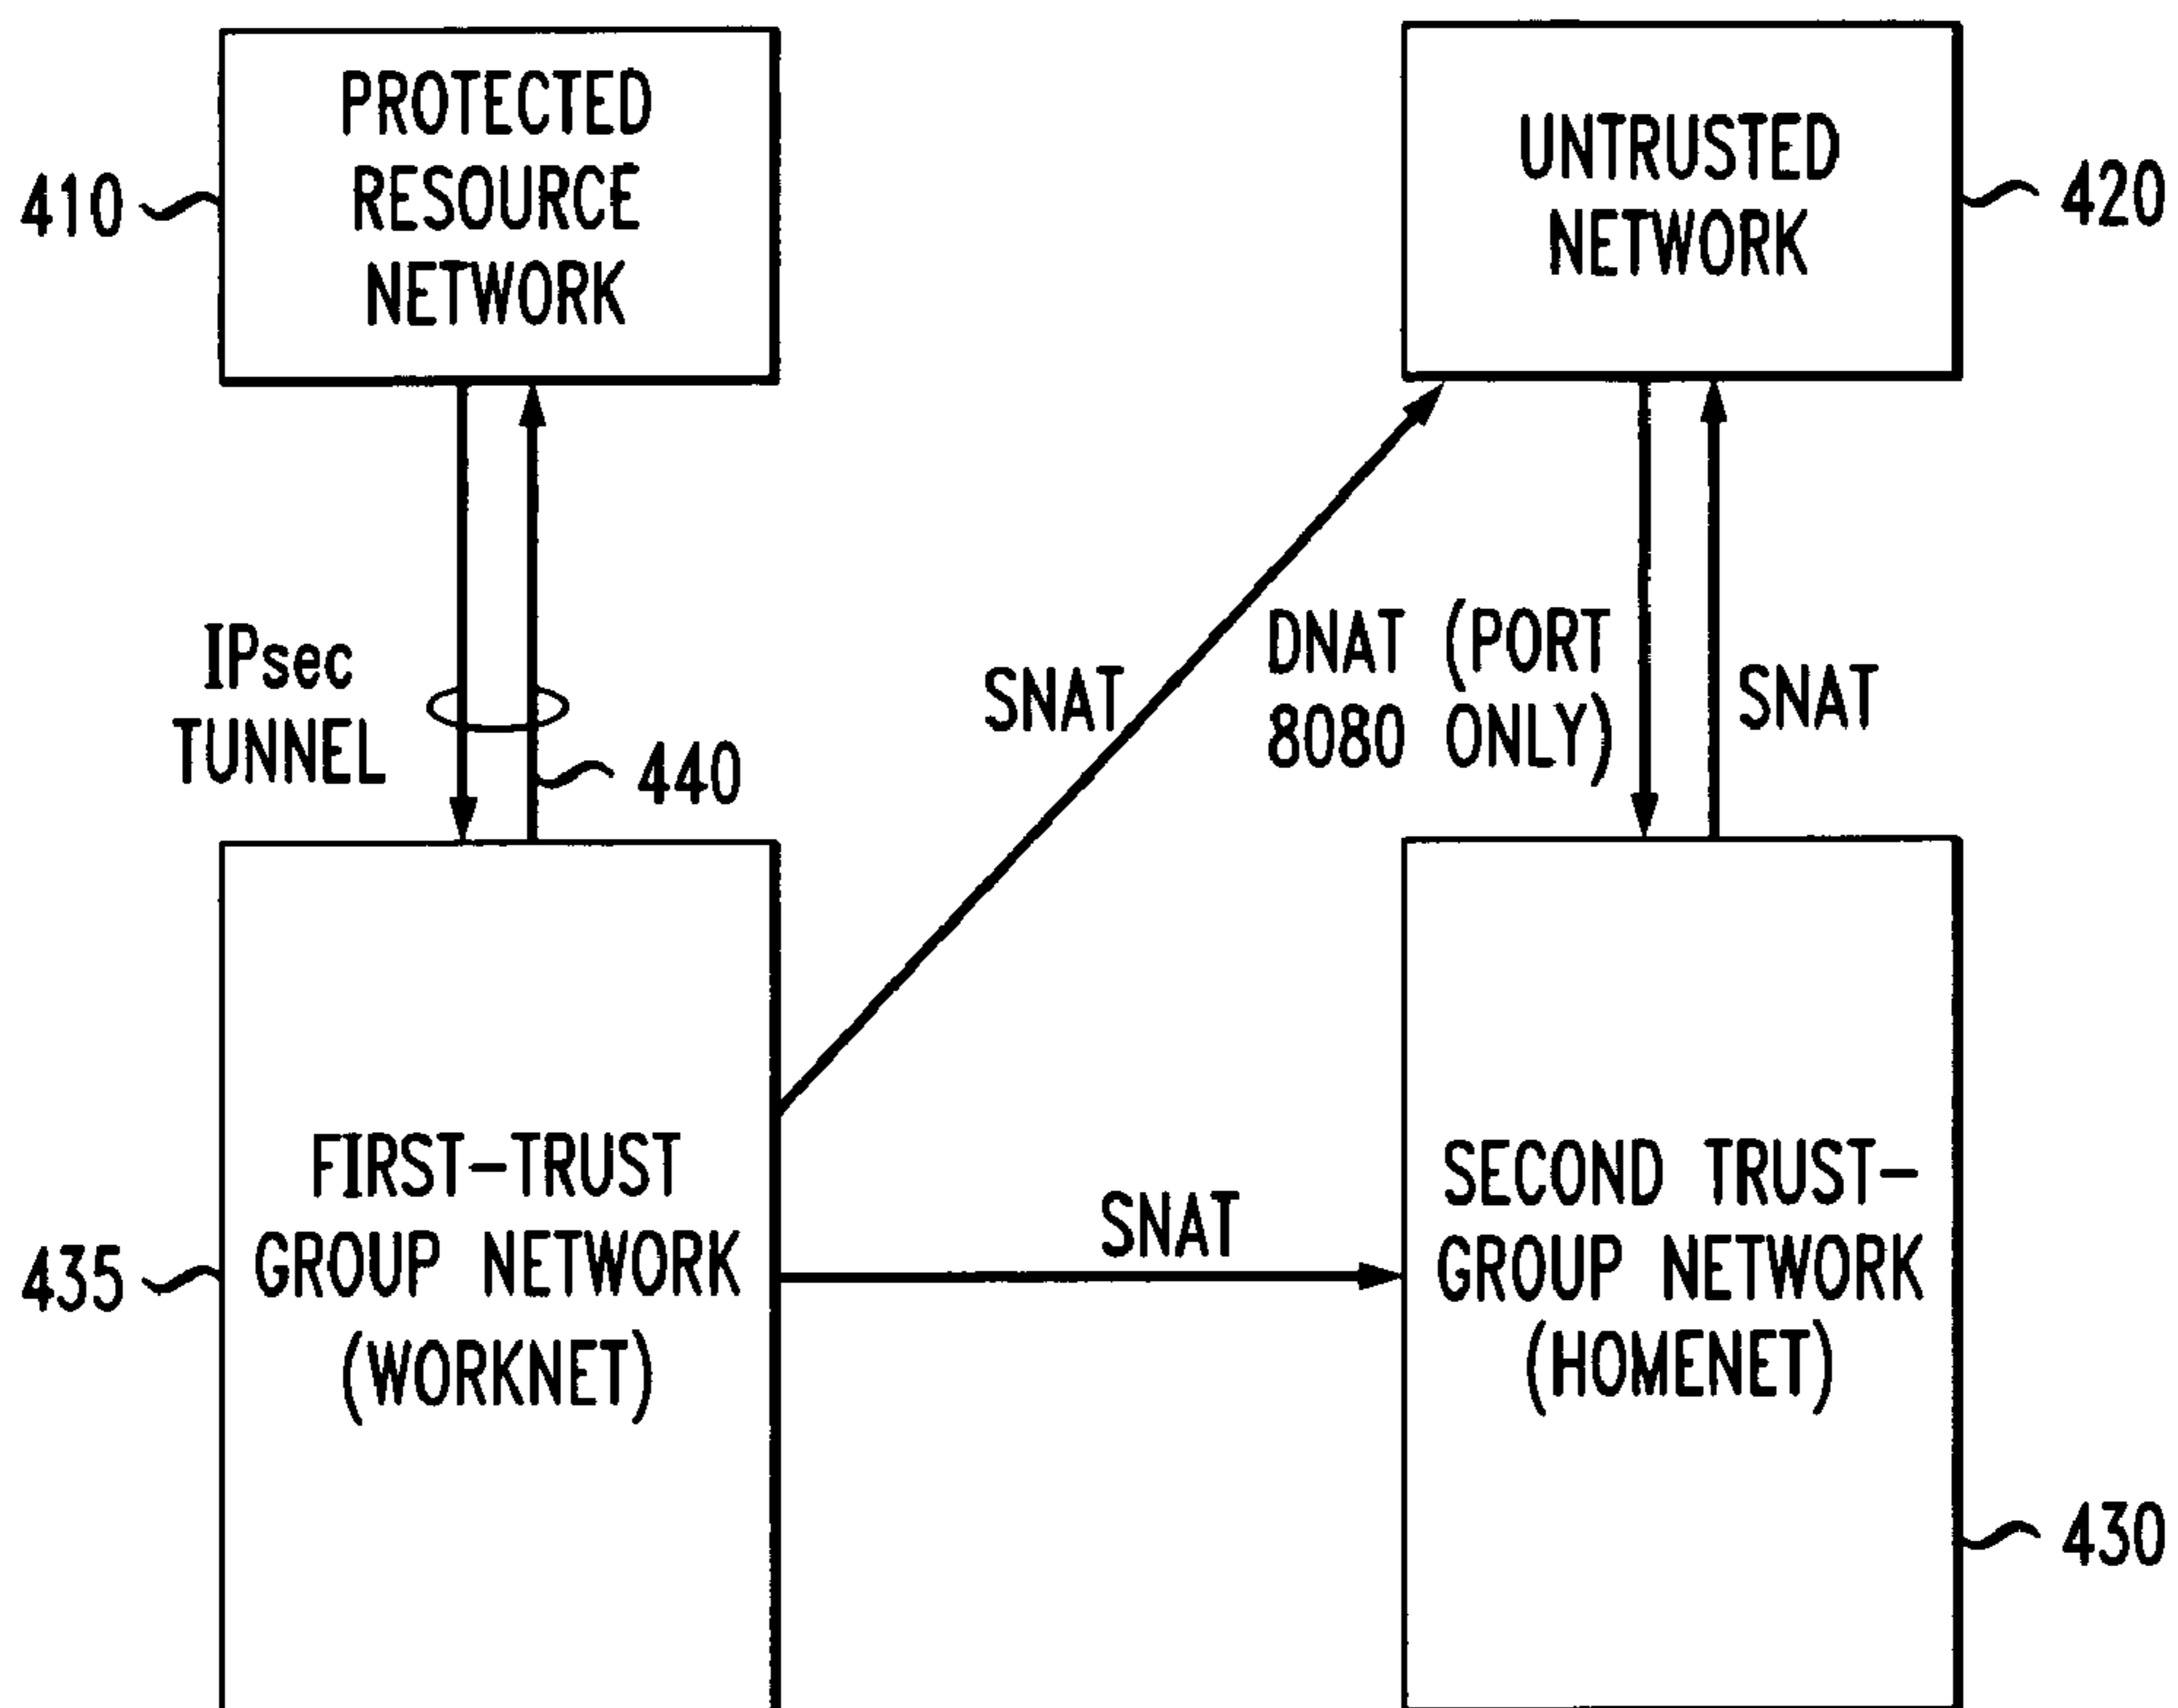 PROTECTED
RESOURCE
NETWORK
410
UNTRUSTED
NETWORK
420
IPsec
TUNNEL
440
SNAT
DNAT (PORT
8080 ONLY)
SNAT
FIRST-TRUST
GROUP NETWORK
(WORKNET)
435
SNAT
SECOND TRUST-
GROUP NETWORK
(HOMENET)
430